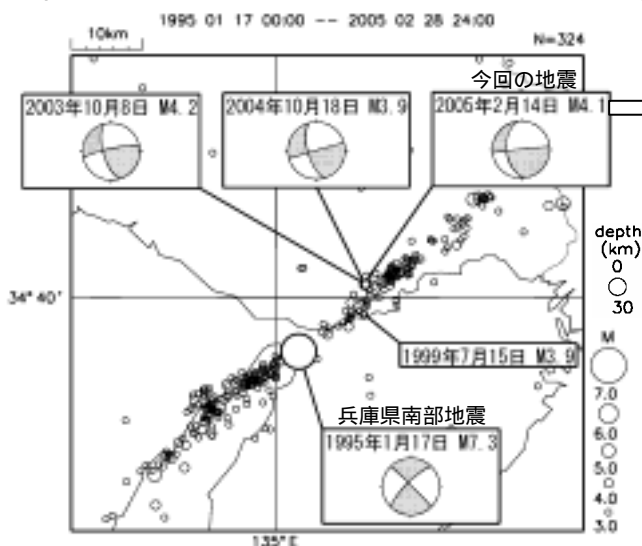 1995 01 17 00:00 -- 2005 02 28 24:00
10km
N=324
今回の地震
2003年10月8日 M4.2
2004年10月18日 M3.9
2005年2月14日 M4.1
depth
(km)
0
30
34°40'
1999年7月15日 M3.9
M
7.0
6.0
5.0
4.0
3.0
兵庫県南部地震
1995年1月17日 M7.3
135°E